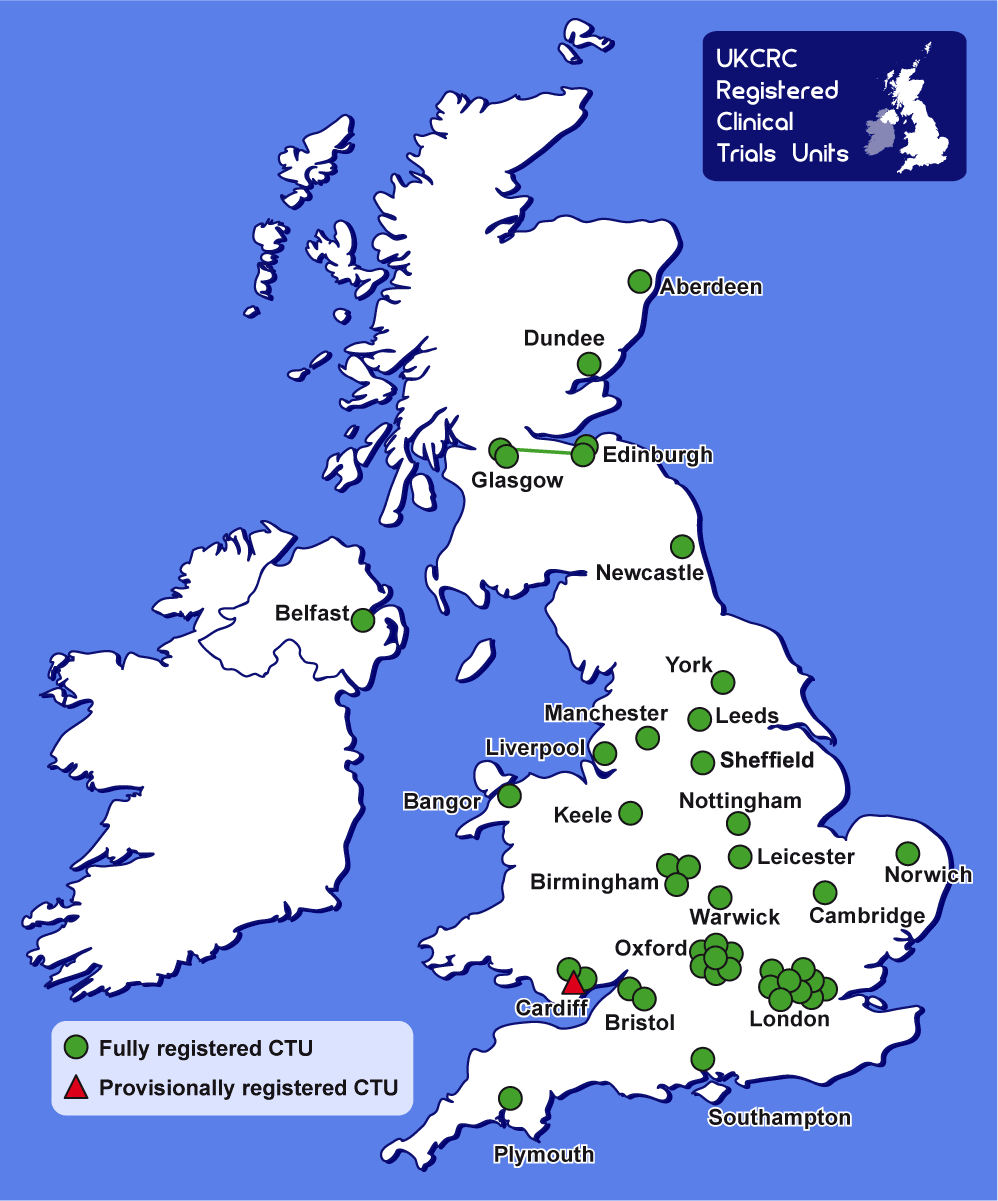 UKCRC
Registered
Clinical
Trials Units
Aberdeen
Dundee
Edinburgh
Glasgow
Newcastle
Belfast
York
Manchester
Leeds
Liverpool
Sheffield
Bangor
Nottingham
Keele
Leicester
Norwich
Birmingham
Warwick
Cambridge
Oxford
Cardiff
Bristol
London
Fully registered CTU
Provisionally registered CTU
Southampton
Plymouth